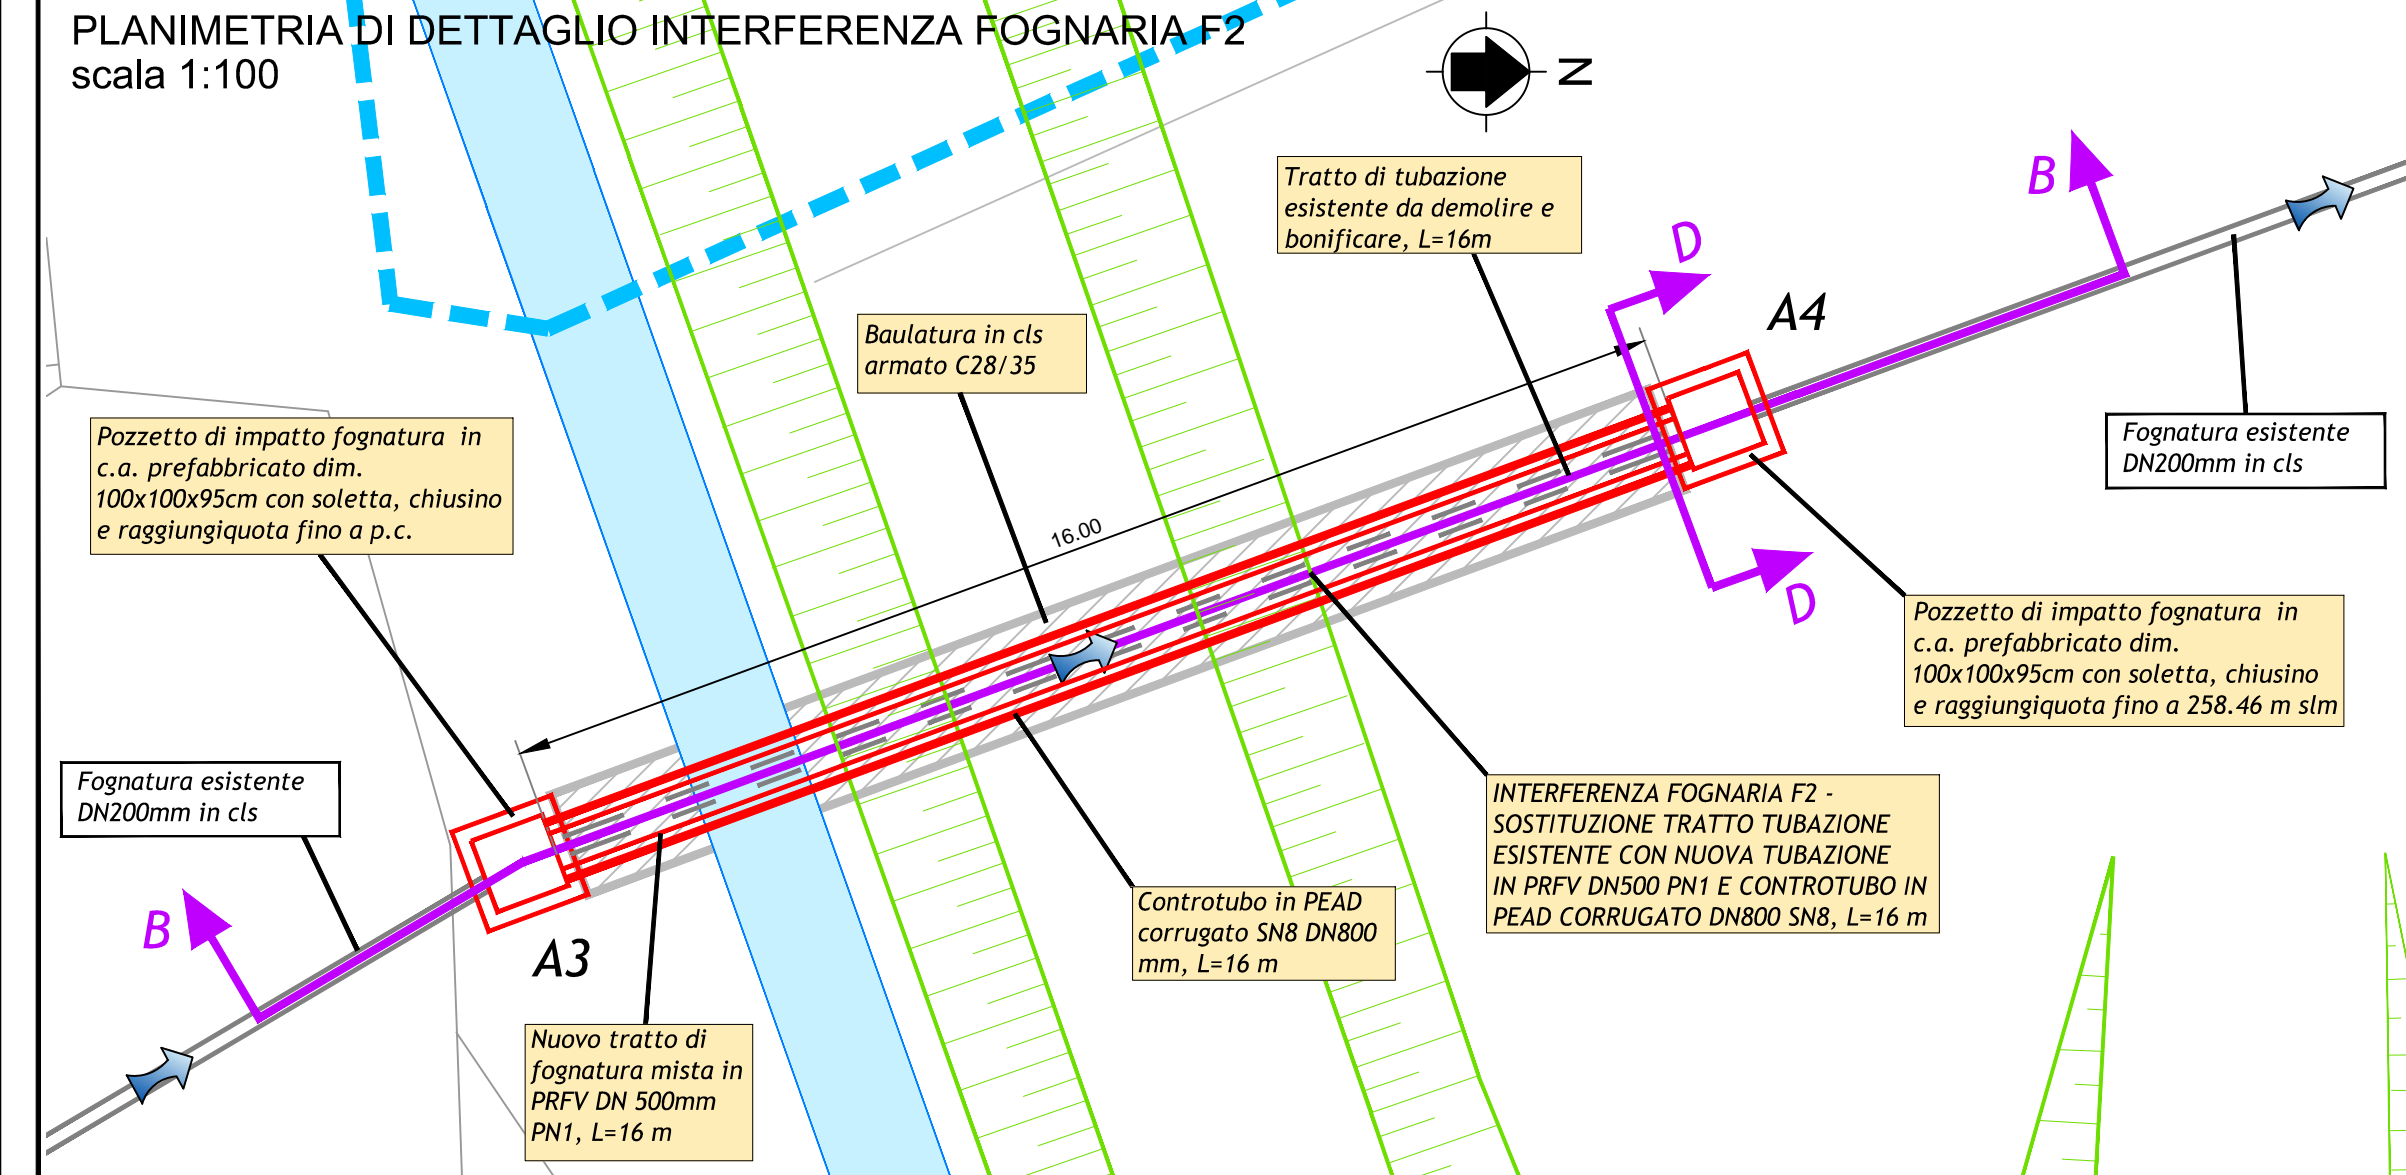 PLANIMETRIA DI DETTAGLIO INTERFERENZA FOGNARIA F2
scala 1:100
N
Tratto di tubazione
esistente da demolire e
bonificare, L=16m
B
D
A4
Baulatura in cls
armato C28/35
Pozzetto di impatto fognatura in
c.a. prefabbricato dim.
100x100x95cm con soletta, chiusino
e raggiungiquota fino a p.c.
Fognatura esistente
DN200mm in cls
16.00
D
Pozzetto di impatto fognatura in
c.a. prefabbricato dim.
100x100x95cm con soletta, chiusino
e raggiungiquota fino a 258.46 m slm
Fognatura esistente
DN200mm in cls
INTERFERENZA FOGNARIA F2 -
SOSTITUZIONE TRATTO TUBAZIONE
ESISTENTE CON NUOVA TUBAZIONE
IN PRFV DN500 PN1 E CONTROTUBO IN
PEAD CORRUGATO DN800 SN8, L=16 m
Controtubo in PEAD
corrugato SN8 DN800
mm, L=16 m
B
A3
Nuovo tratto di
fognatura mista in
PRFV DN 500mm
PN1, L=16 m